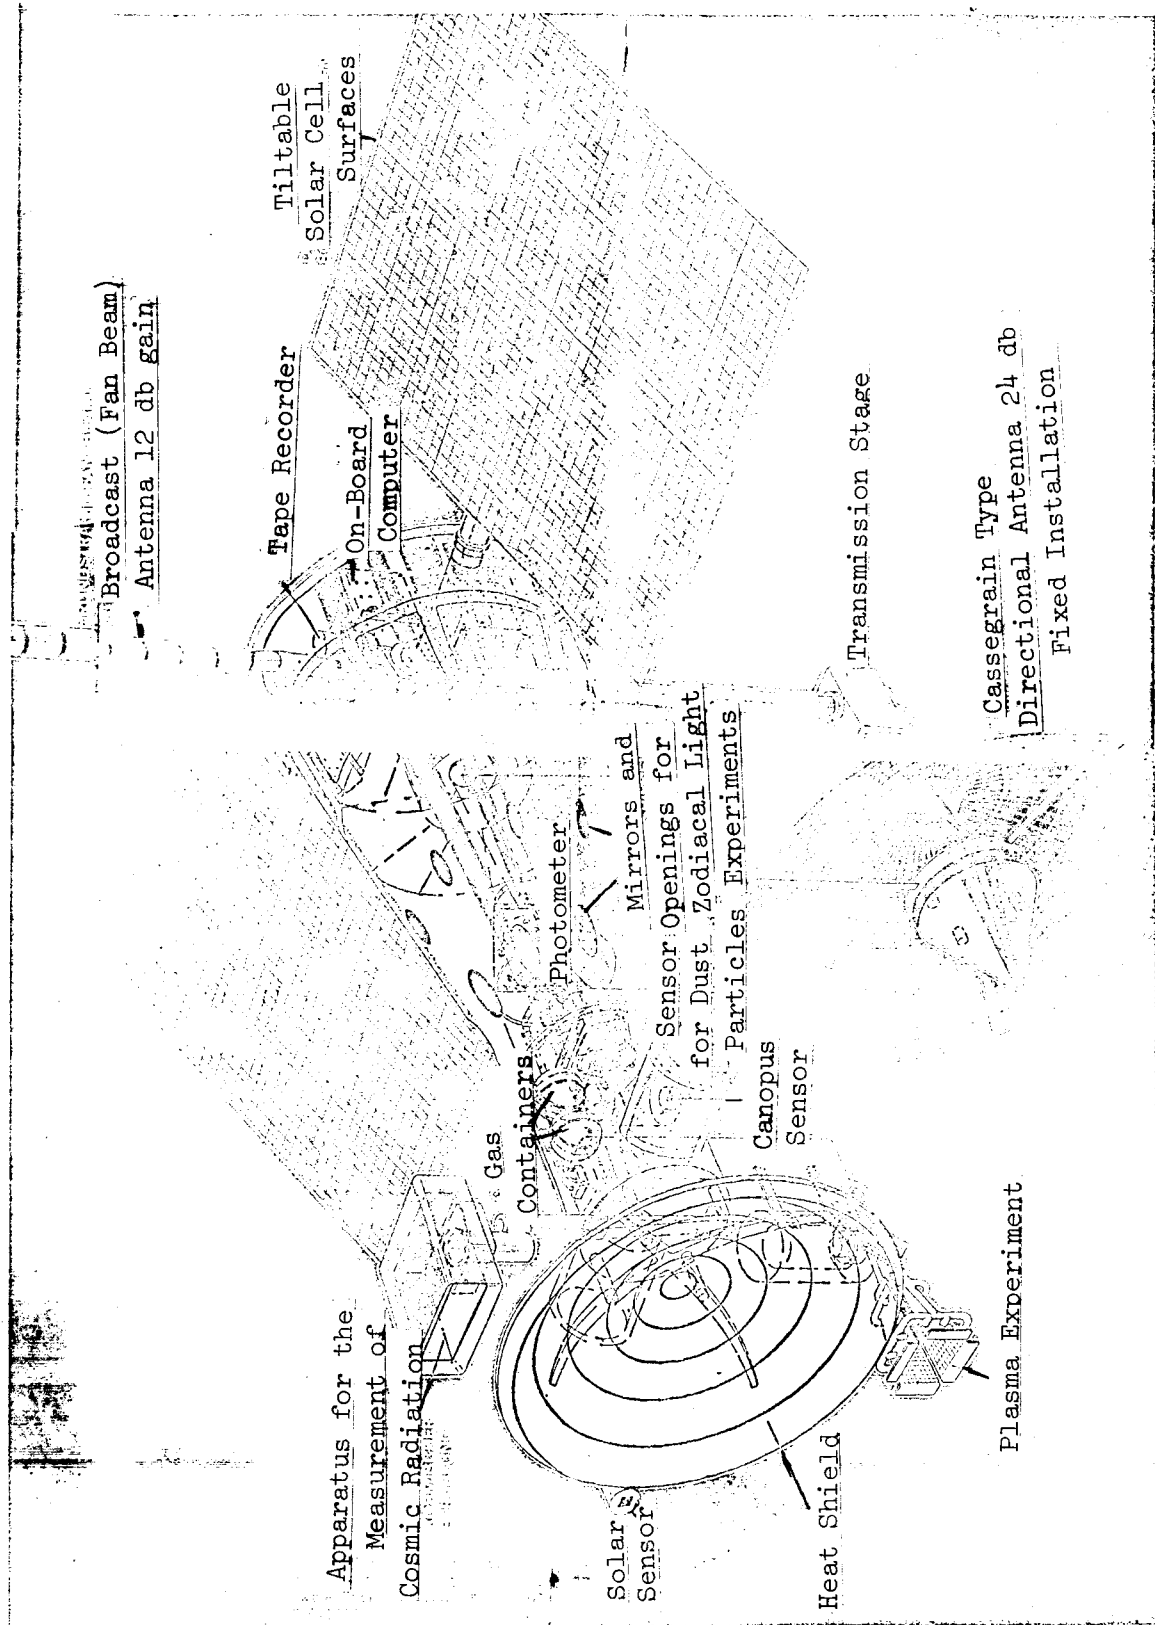 Broadcast (Fan Beam)
Antenna 12 db gain
Tiltable
Solar Cell
Surfaces
Tape Recorder
On-Board
Computer
Apparatus for the
Measurement of
Cosmic Radiation
Gas
Containers
Photometer
Mirrors and
Sensor Openings for
for Dust Zodiacal Light
Particles Experiments
Solar
Sensor
Canopus
Sensor
Heat Shield
Transmission Stage
Cassegrain Type
Directional Antenna 24 db
Fixed Installation
Plasma Experiment